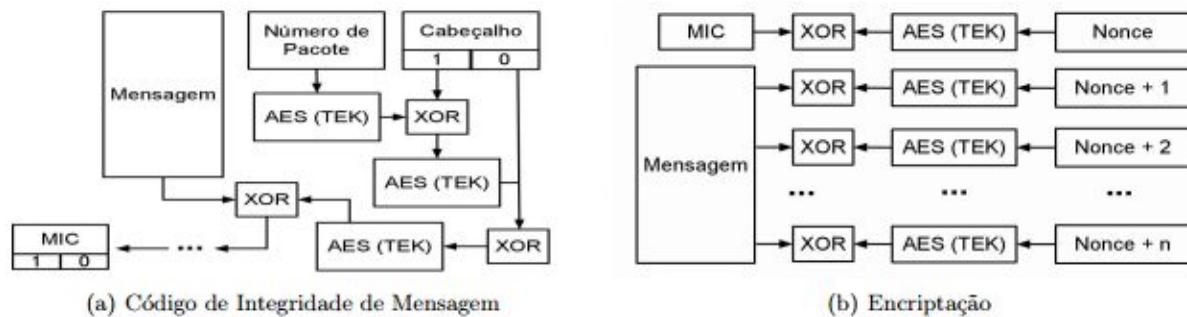 Mensagem
Número de
Pacote
Cabeçalho
1 0
AES (TEK)
XOR
AES (TEK)
XOR
AES (TEK)
XOR
MIC
1 0
...
(a) Código de Integridade de Mensagem
MIC XOR AES (TEK) Nonce
Mensagem
XOR AES (TEK) Nonce + 1
XOR AES (TEK) Nonce + 2
... ... ...
XOR AES (TEK) Nonce + n
(b) Encriptação